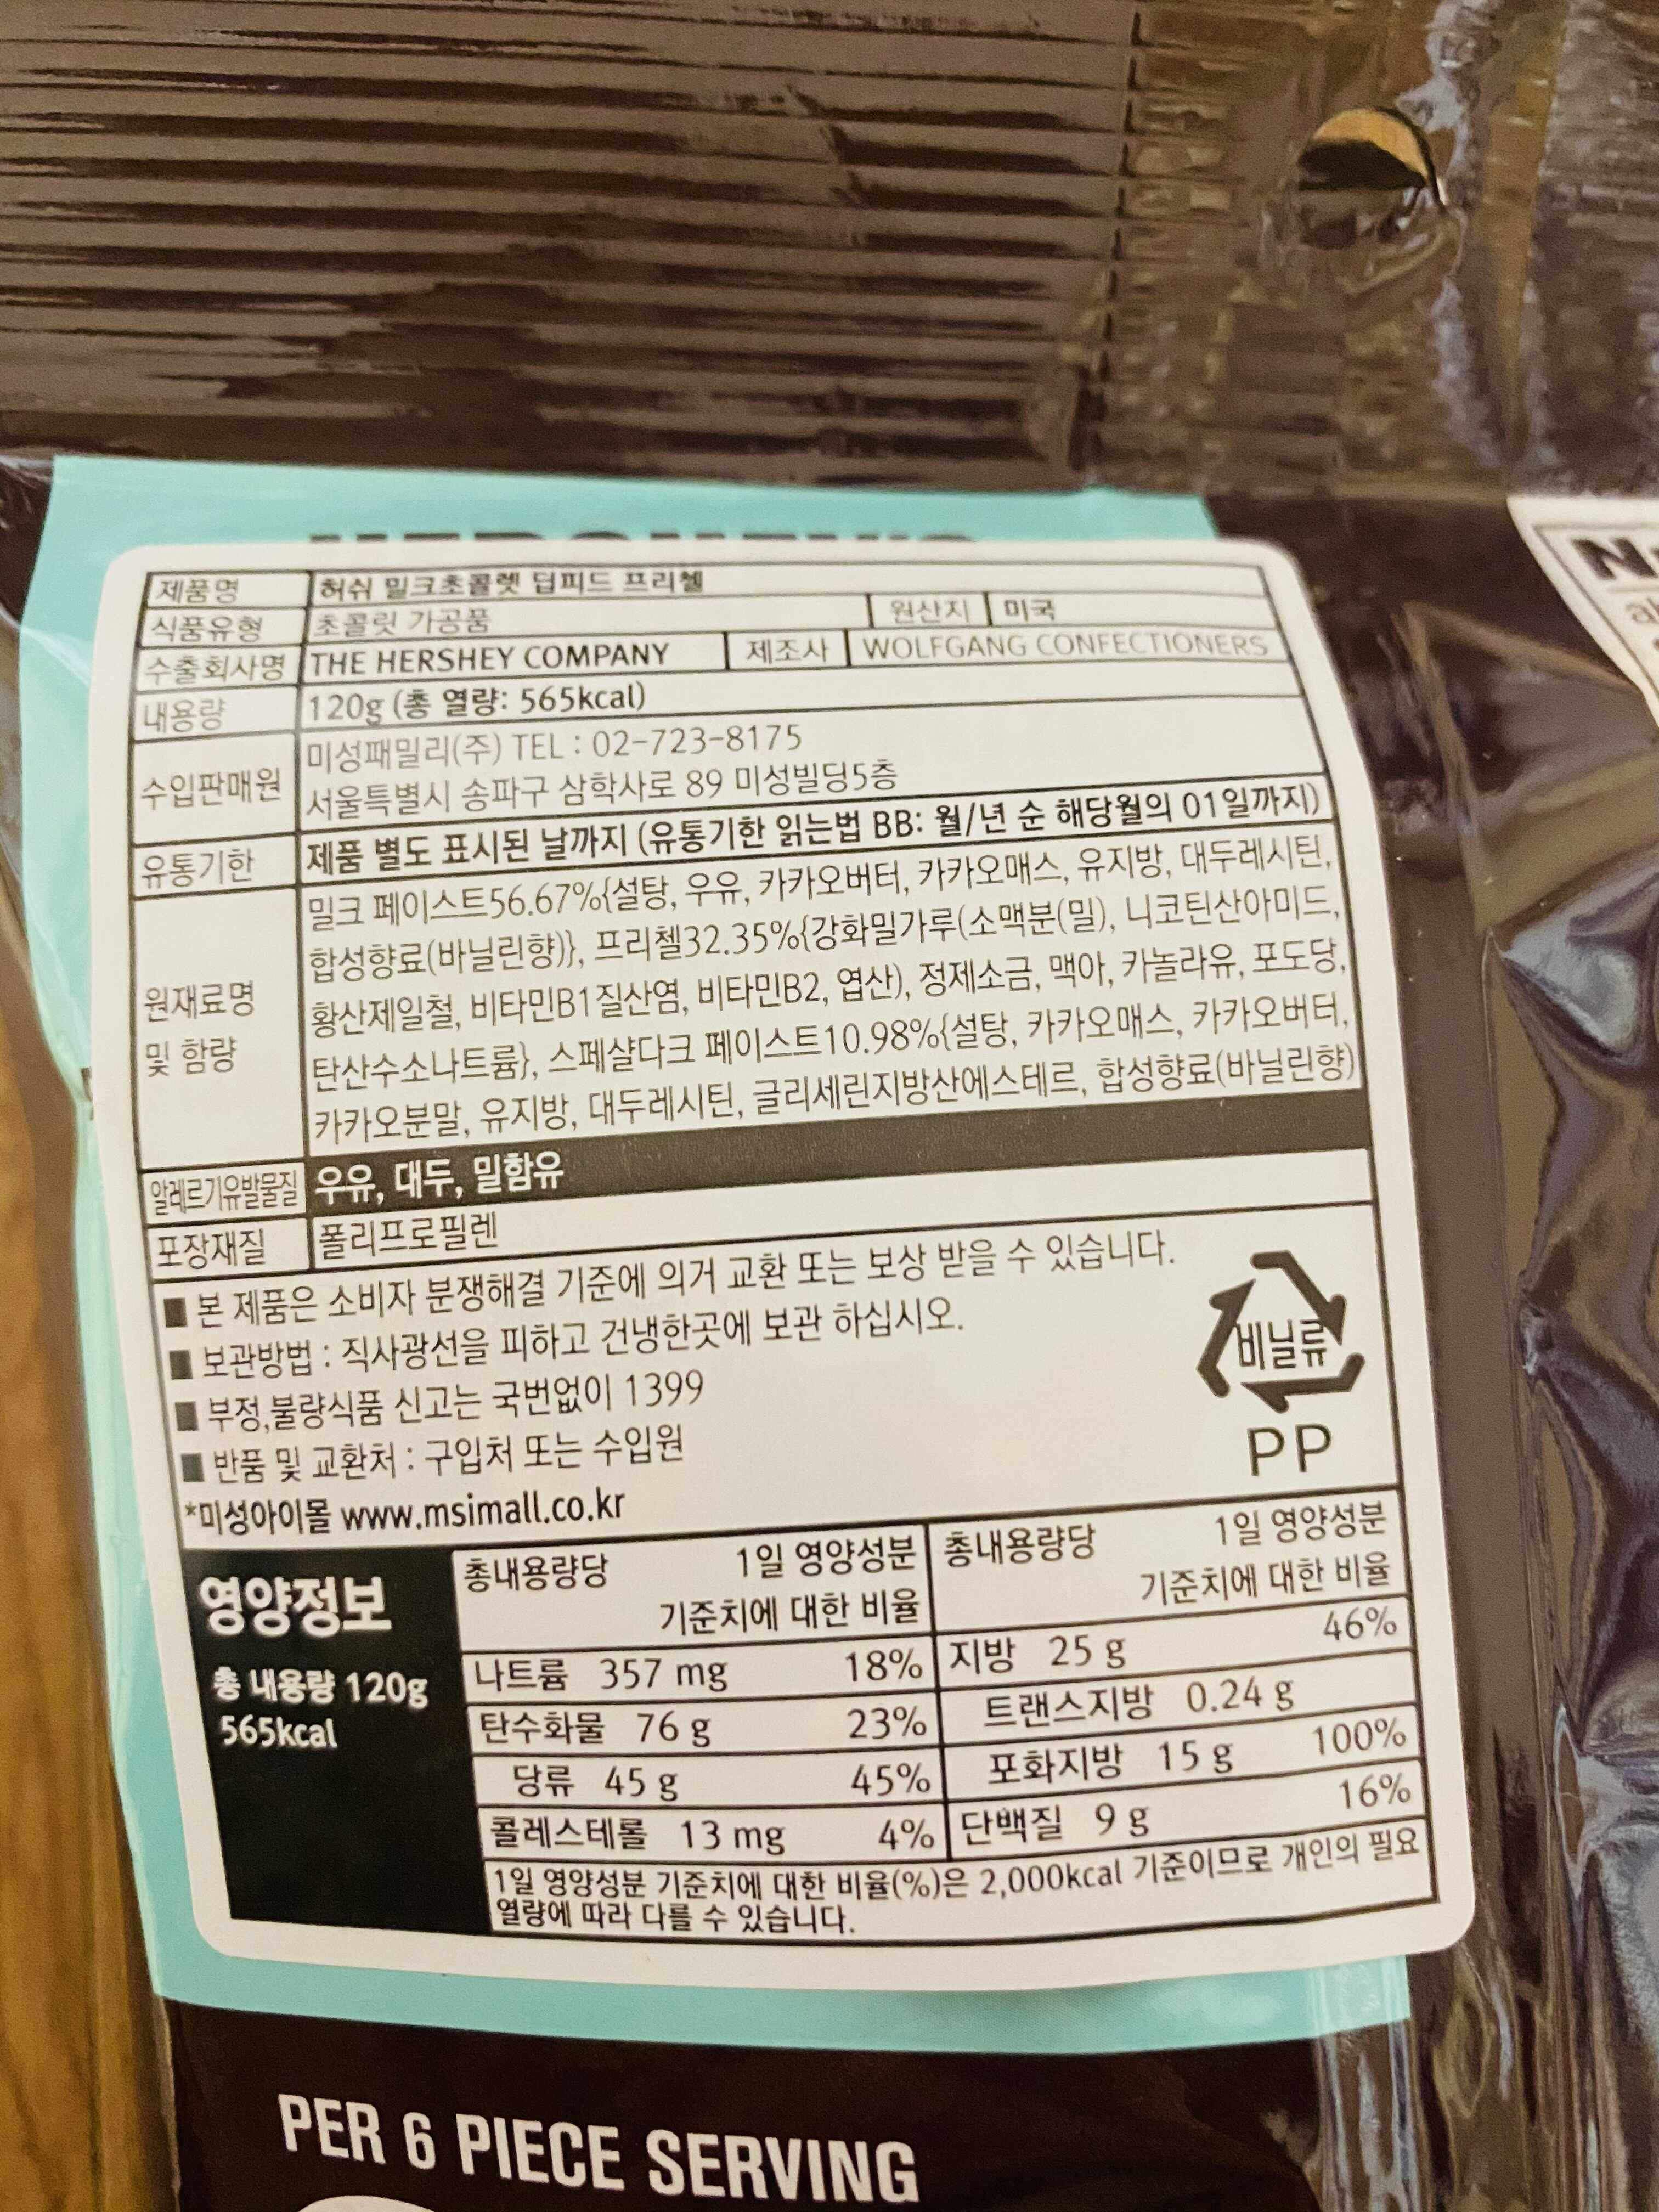 제품명 허쉬 밀크초콜렛 딥피드 프리첼
식품유형 초콜릿 가공품 원산지 미국
수출회사명 THE HERSHEY COMPANY 제조사 WOLFGANG CONFECTIONERS
내용량 120g (총 열량: 565kcal)
수입판매원 미성패밀리(주) TEL : 02-723-8175
서울특별시 송파구 삼학사로 89 미성빌딩5층
유통기한 제품 별도 표시된 날까지 (유통기한 읽는법 BB: 월/년 순 해당월의 01일까지)
원재료명 및 함량
밀크 페이스트56.67%{설탕, 우유, 카카오버터, 카카오매스, 유지방, 대두레시틴,
합성향료(바닐린향)}, 프리첼32.35%{강화밀가루(소맥분(밀), 니코틴산아미드,
황산제일철, 비타민B1질산염, 비타민B2, 엽산), 정제소금, 맥아, 카놀라유, 포도당,
탄산수소나트륨}, 스페샬다크 페이스트10.98%{설탕, 카카오매스, 카카오버터,
카카오분말, 유지방, 대두레시틴, 글리세린지방산에스테르, 합성향료(바닐린향)
알레르기유발물질 우유, 대두, 밀함유
포장재질 폴리프로필렌
■ 본 제품은 소비자 분쟁해결 기준에 의거 교환 또는 보상 받을 수 있습니다.
■ 보관방법 : 직사광선을 피하고 건냉한곳에 보관 하십시오.
■ 부정,불량식품 신고는 국번없이 1399
■ 반품 및 교환처 : 구입처 또는 수입원
*미성아이몰 www.msimall.co.kr
비닐류
PP
영양정보
총 내용량 120g
565kcal
총내용량당 1일 영양성분 기준치에 대한 비율
나트륨 357 mg 18%
탄수화물 76 g 23%
당류 45 g 45%
콜레스테롤 13 mg 4%
총내용량당 1일 영양성분 기준치에 대한 비율
지방 25 g 46%
트랜스지방 0.24 g
포화지방 15 g 100%
단백질 9 g 16%
1일 영양성분 기준치에 대한 비율(%)은 2,000kcal 기준이므로 개인의 필요
열량에 따라 다를 수 있습니다.
PER 6 PIECE SERVING